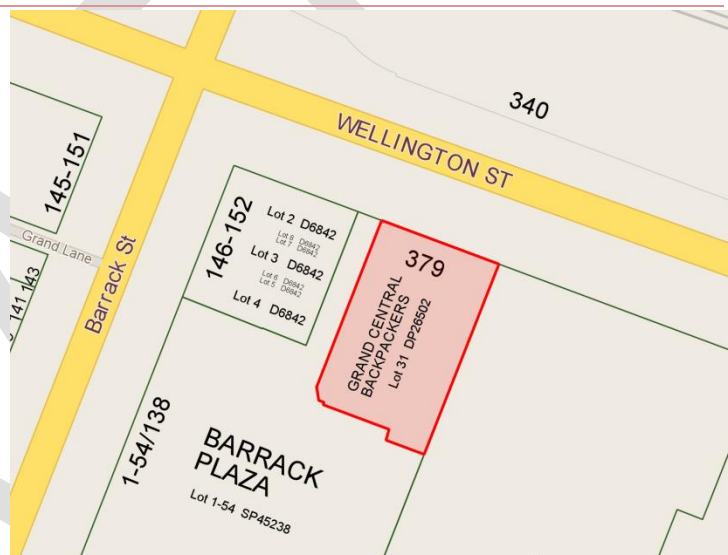 340
WELLINGTON ST
145-151
Grand Lane
141 143
Barrack St
146-152
Lot 2 D6842
Lot 8 D6842
Lot 7 D6842
Lot 3 D6842
Lot 6 D6842
Lot 5 D6842
Lot 4 D6842
379
GRAND CENTRAL
BACKPACKERS
Lot 31 DP26502
1-54/138
BARRACK
PLAZA
Lot 1-54 SP45238